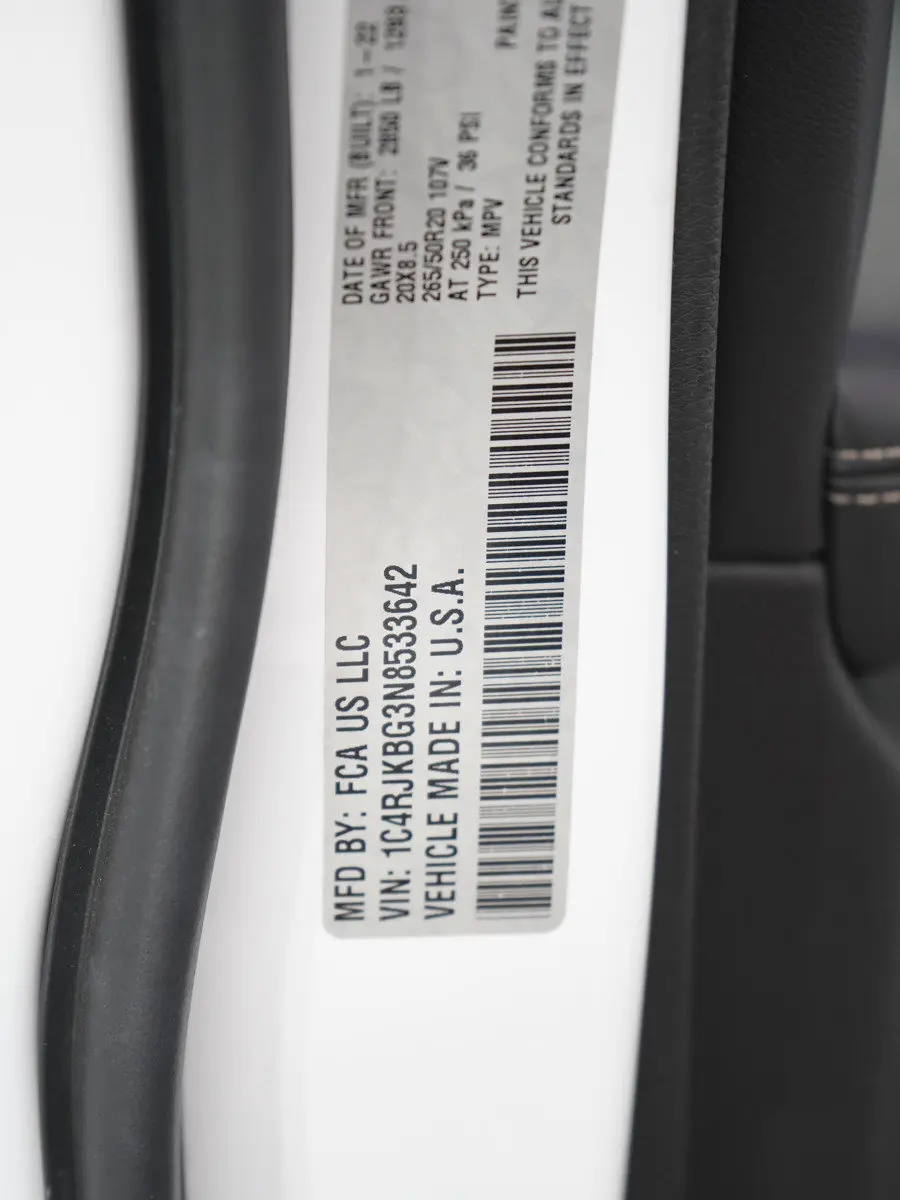 MFD BY: FCA US LLC
VIN: 1C4RJKBG3N8533642
VEHICLE MADE IN: U.S.A.
DATE OF MFR (BUILT): 1-22
GAWR FRONT: 2850 LB /
20X8.5
265/50R20 107V
AT 250 kPa / 36 PSI
TYPE: MPV
THIS VEHICLE CONFORMS TO
STANDARDS IN EFFECT